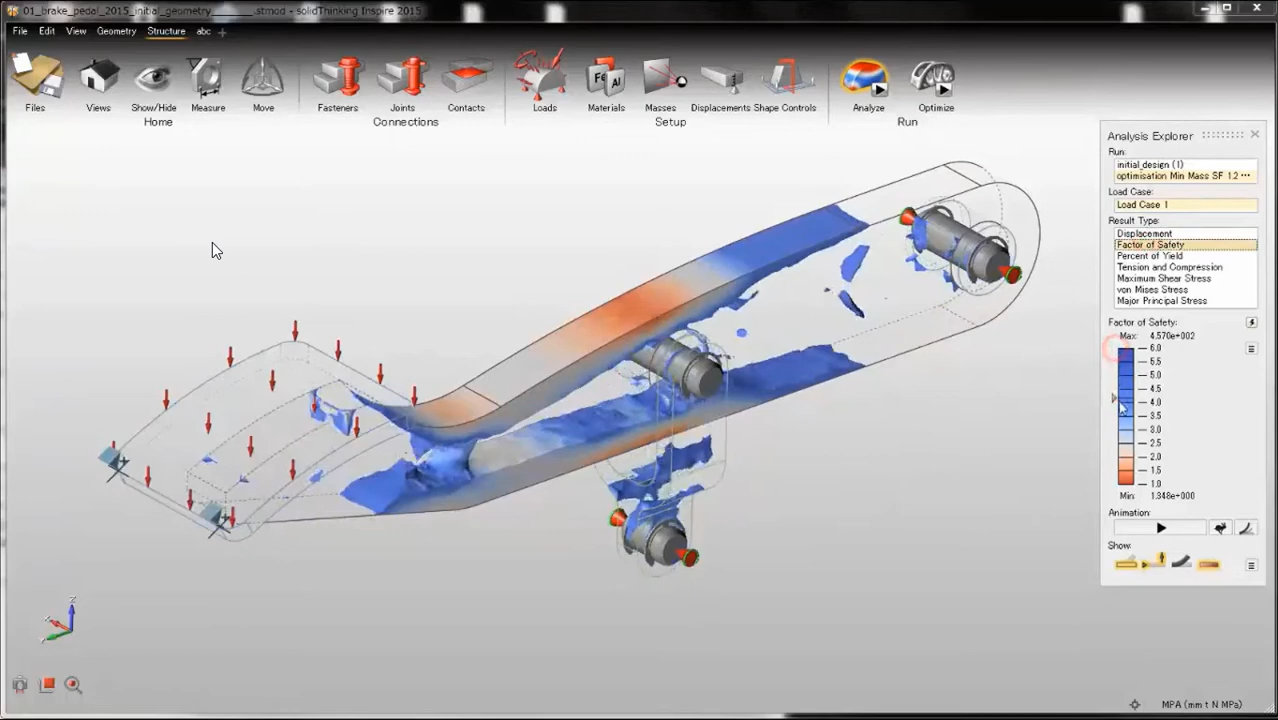 01_brake_pedal_2015_initial_geometry_______.stmod - solidThinking Inspire 2015
File Edit View Geometry Structure abc +
Files Views Show/Hide Measure Move Fasteners Joints Contacts Loads Materials Masses Displacements Shape Controls Analyze Optimize
Fe Al
Home Connections Setup Run
Analysis Explorer
Run:
initial_design (1)
optimisation Min Mass SF 1.2 ...
Load Case:
Load Case 1
Result Type:
Displacement
Factor of Safety
Percent of Yield
Tension and Compression
Maximum Shear Stress
von Mises Stress
Major Principal Stress
Factor of Safety:
Max: 4.570e+002
6.0
5.5
5.0
4.5
4.0
3.5
3.0
2.5
2.0
1.5
1.0
Min 1.348e+000
Animation:
Show:
Z
X
Y
MPA (mm t N MPa)